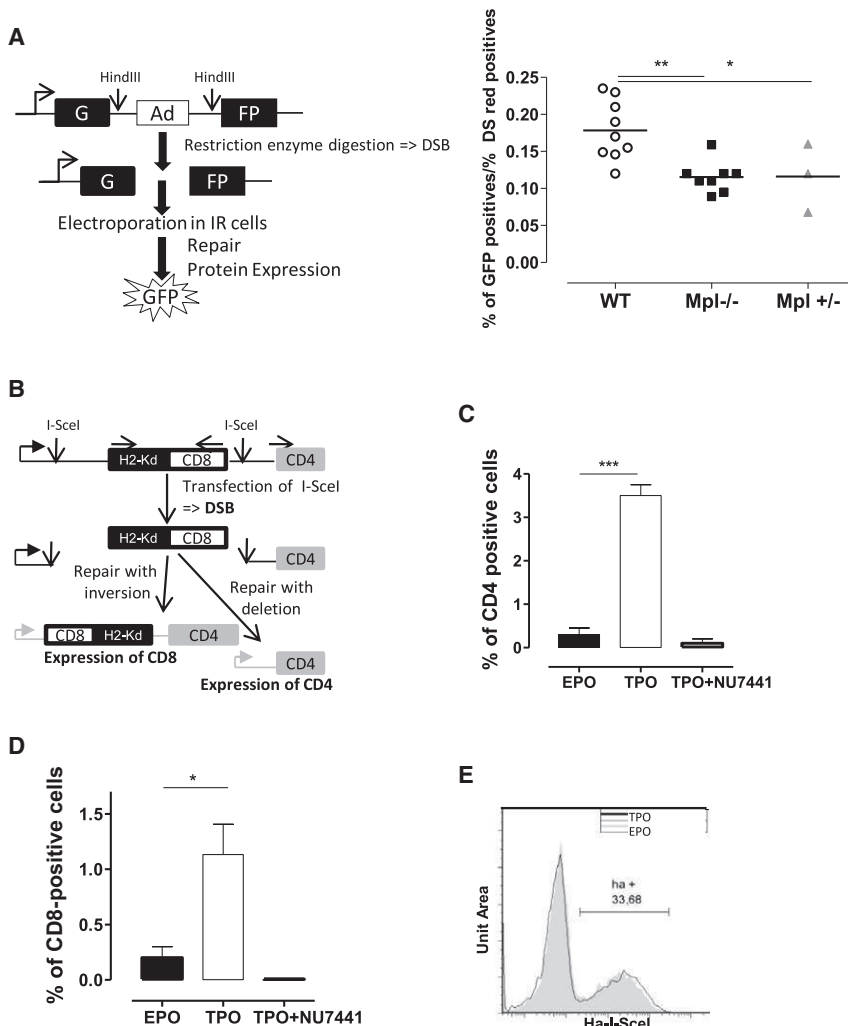 A
HindIII HindIII
G Ad FP
Restriction enzyme digestion => DSB
G FP
Electroporation in IR cells
Repair
Protein Expression
GFP
% of GFP positives/% DS red positives
** *
0.25
0.20
0.15
0.10
0.05
0.00
WT Mpl-/- Mpl +/-
B
I-SceI I-SceI
H2-Kd CD8 CD4
Transfection of I-SceI
=> DSB
H2-Kd CD8
CD4
Repair with
inversion
Repair with
deletion
CD8 H2-Kd CD4
Expression of CD8
CD4
Expression of CD4
C
% of CD4 positive cells
***
4
3
2
1
0
EPO TPO TPO+NU7441
D
% of CD8-positive cells
*
1.5
1.0
0.5
0.0
EPO TPO TPO+NU7441
E
TPO
EPO
ha +
33,68
Unit Area
Ha-I-SceI